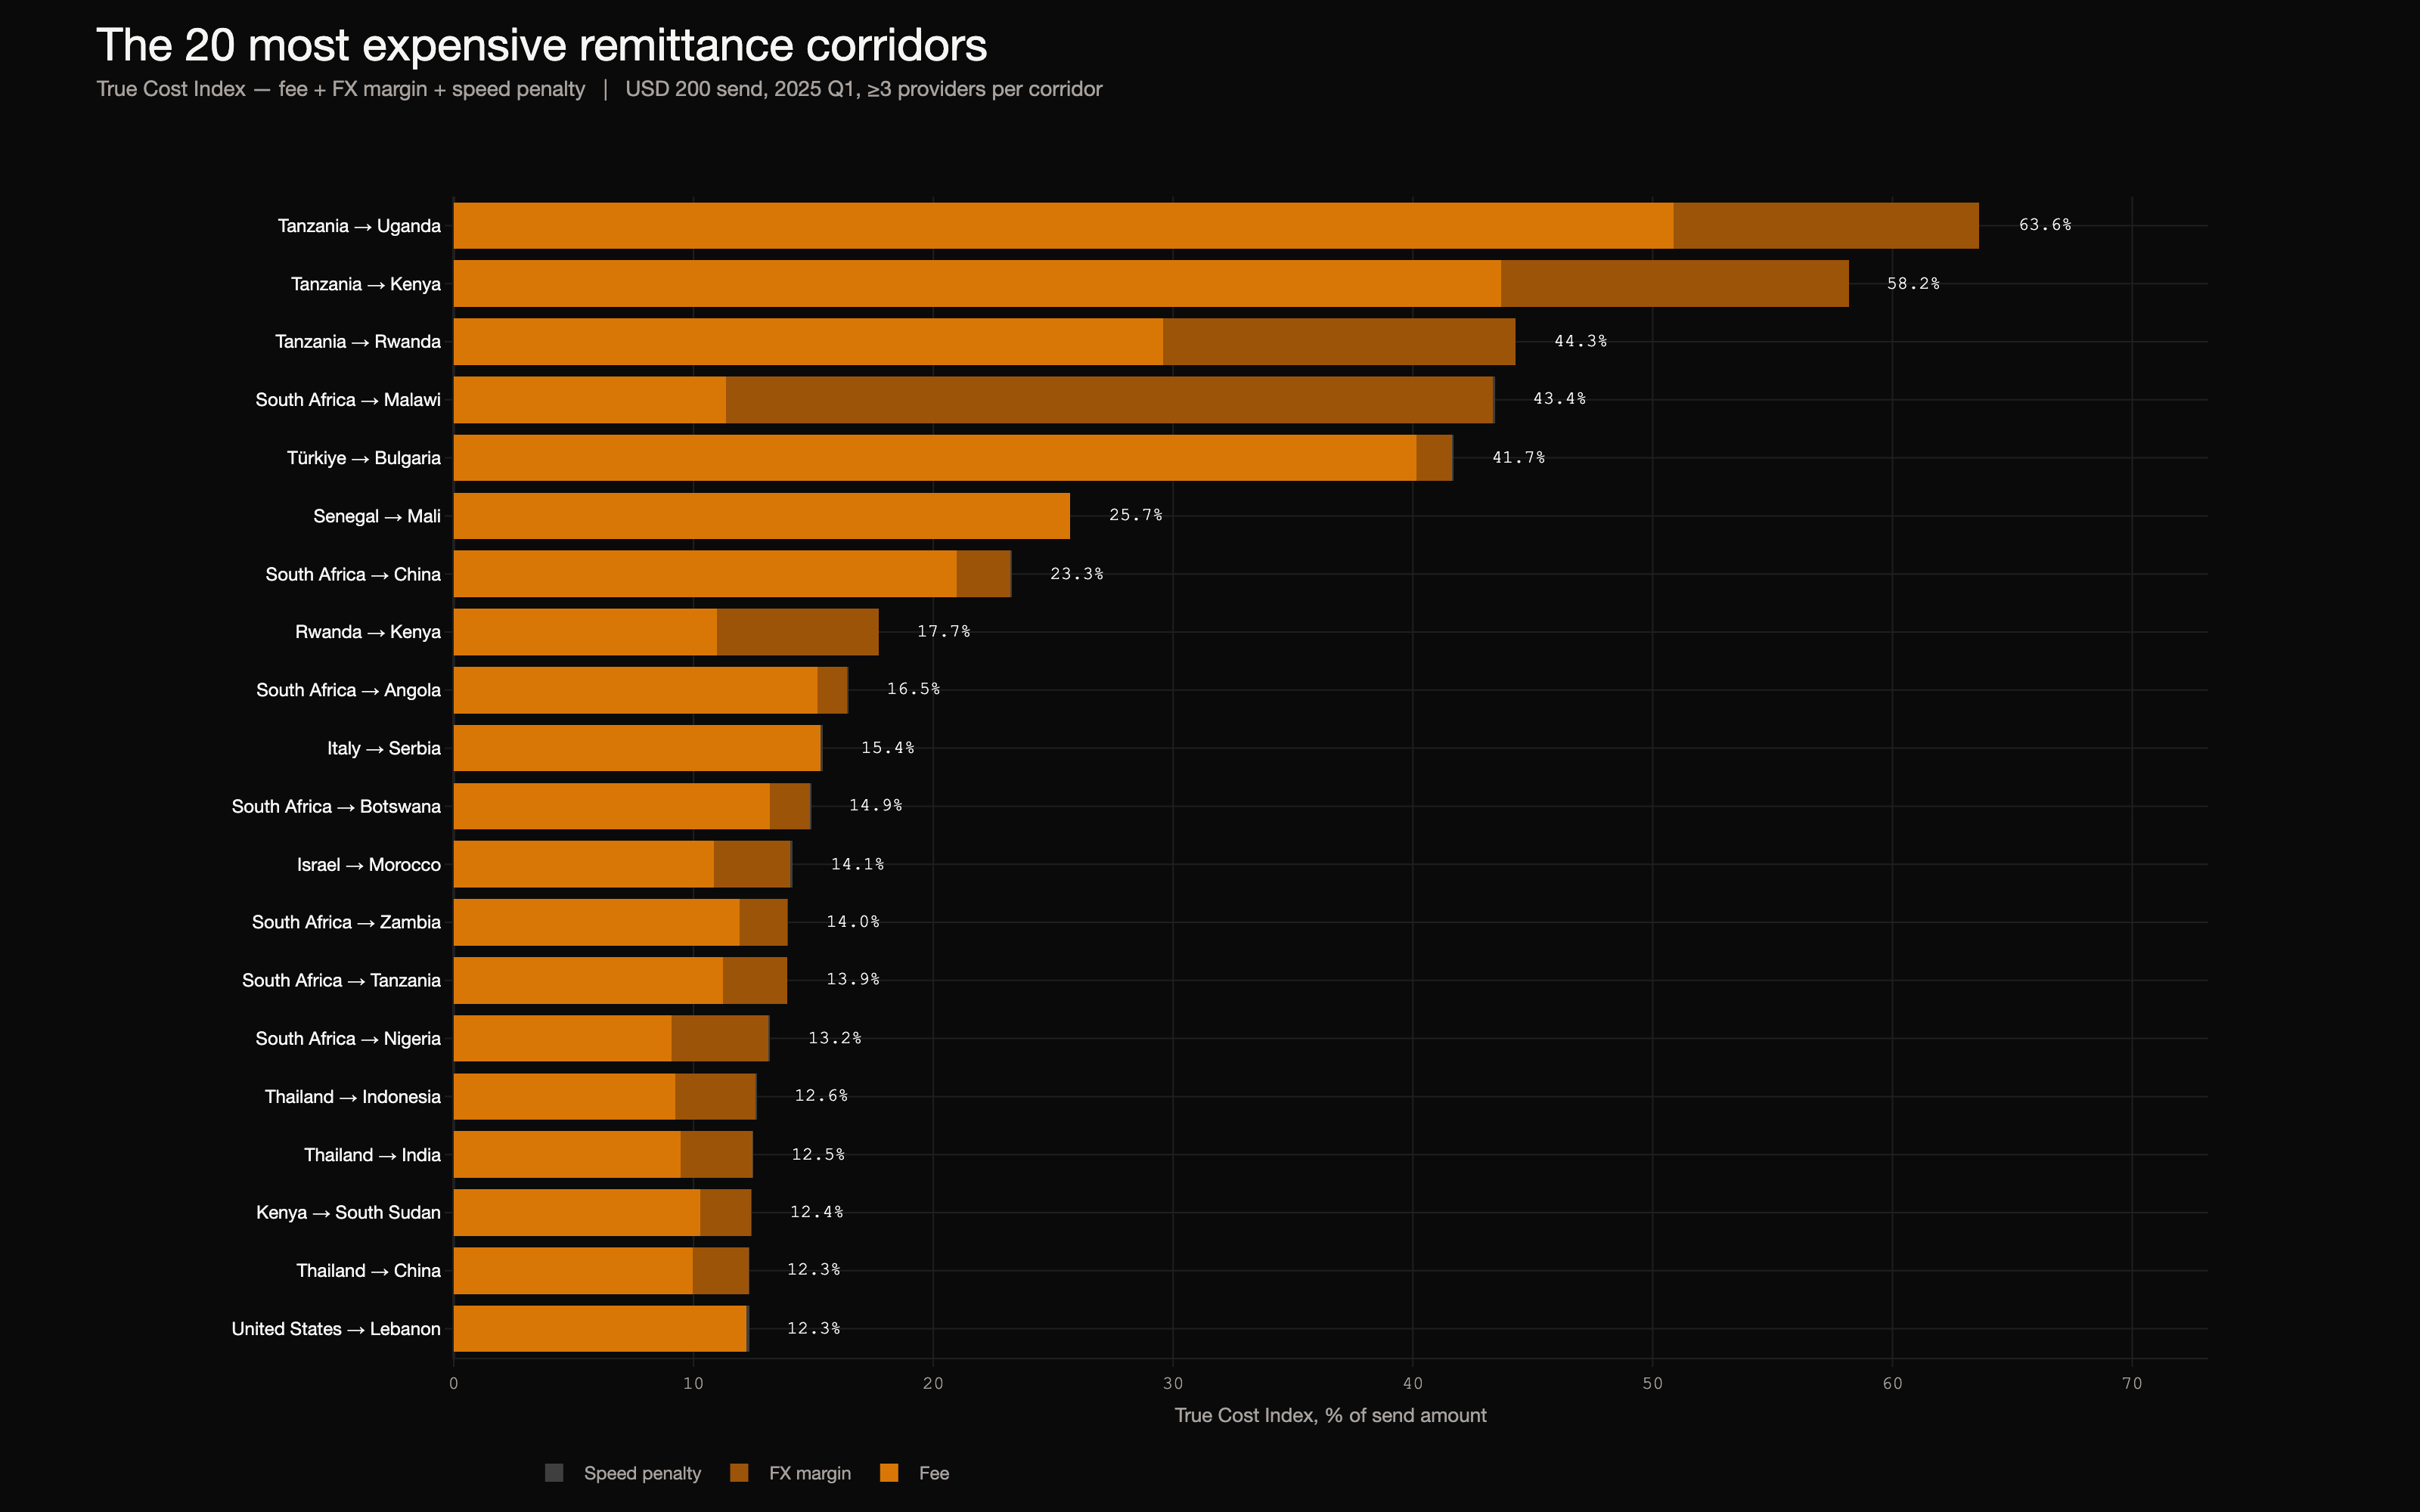 The 20 most expensive remittance corridors
True Cost Index — fee + FX margin + speed penalty | USD 200 send, 2025 Q1, ≥3 providers per corridor
Tanzania → Uganda 63.6%
Tanzania → Kenya 58.2%
Tanzania → Rwanda 44.3%
South Africa → Malawi 43.4%
Türkiye → Bulgaria 41.7%
Senegal → Mali 25.7%
South Africa → China 23.3%
Rwanda → Kenya 17.7%
South Africa → Angola 16.5%
Italy → Serbia 15.4%
South Africa → Botswana 14.9%
Israel → Morocco 14.1%
South Africa → Zambia 14.0%
South Africa → Tanzania 13.9%
South Africa → Nigeria 13.2%
Thailand → Indonesia 12.6%
Thailand → India 12.5%
Kenya → South Sudan 12.4%
Thailand → China 12.3%
United States → Lebanon 12.3%
0 10 20 30 40 50 60 70
True Cost Index, % of send amount
Speed penalty FX margin Fee